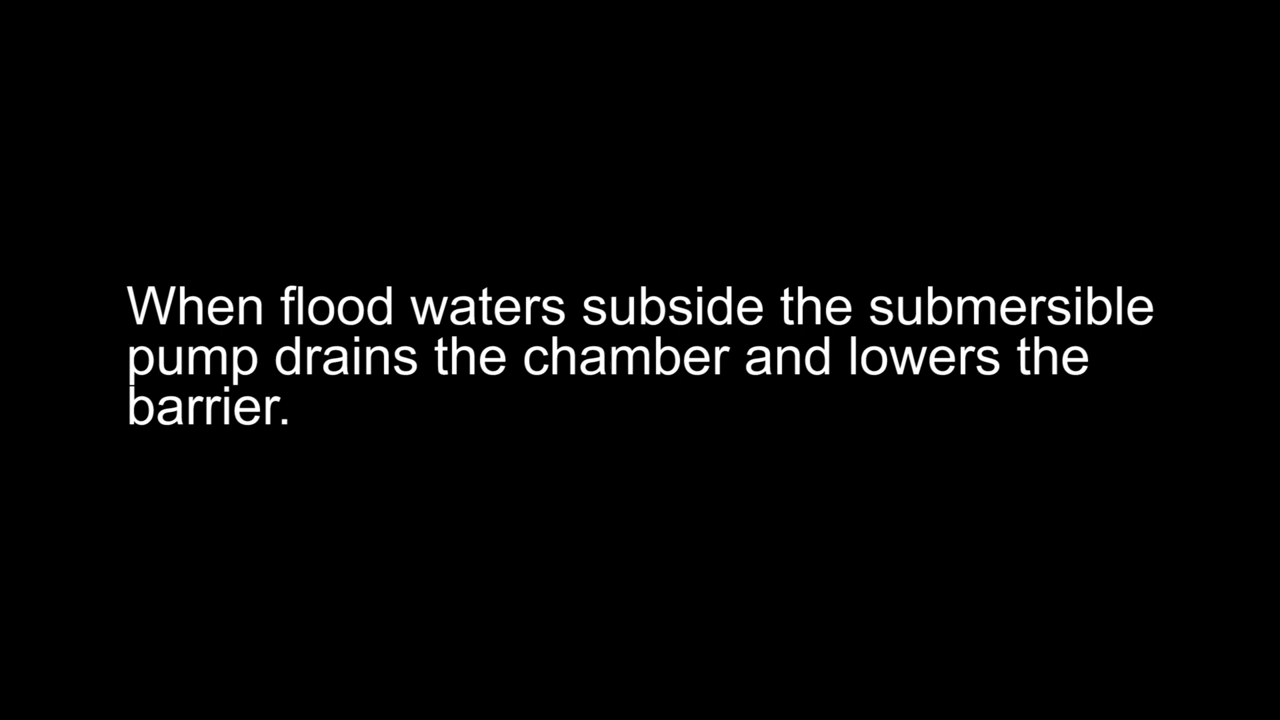 When flood waters subside the submersible
pump drains the chamber and lowers the
barrier.